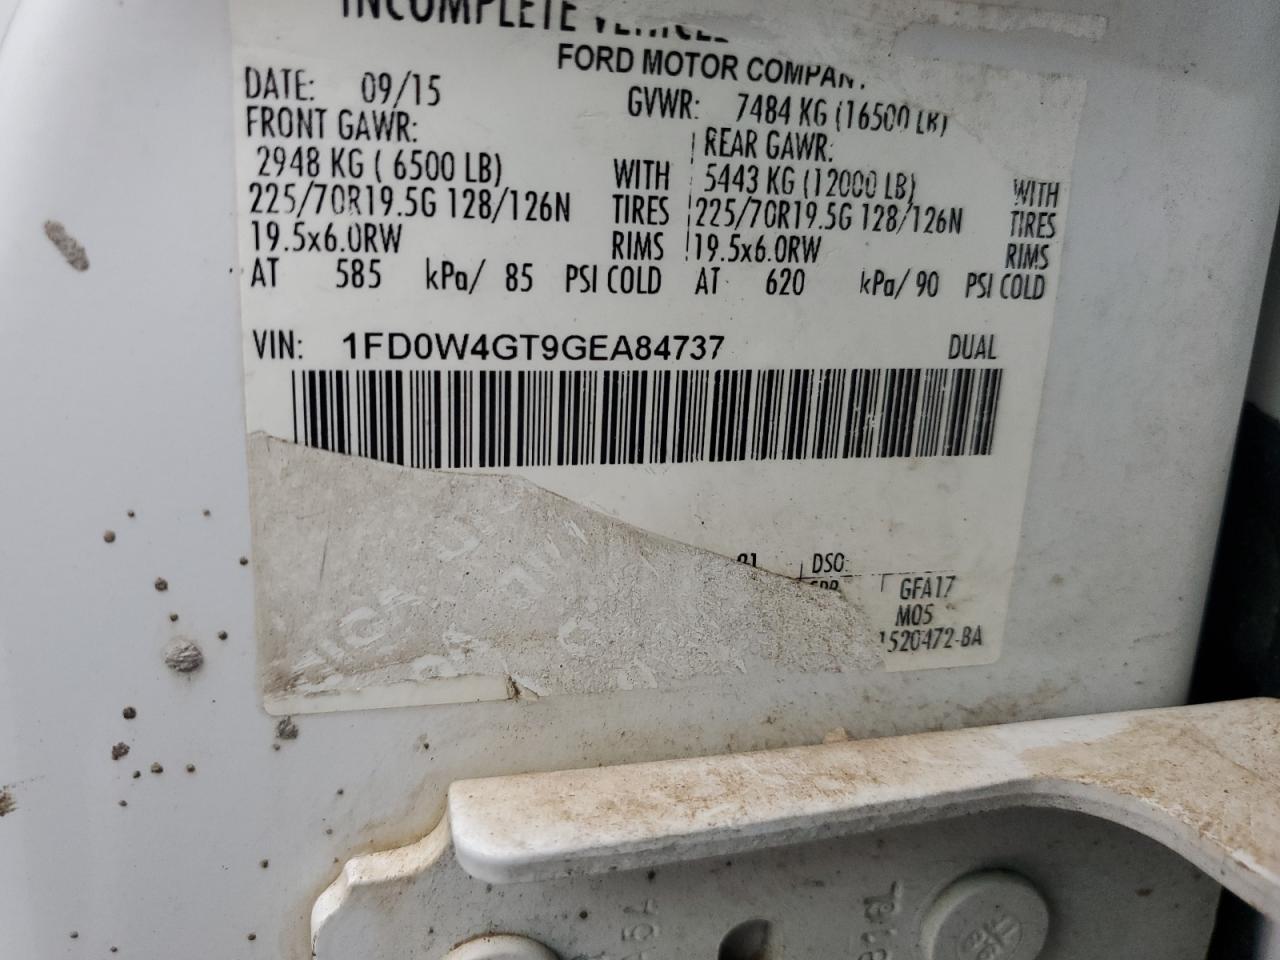 INCOMPLETE VEHICLE
FORD MOTOR COMPANY
DATE: 09/15 GVWR: 7484 KG (16500 LB)
FRONT GAWR: REAR GAWR:
2948 KG ( 6500 LB) WITH 5443 KG (12000 LB) WITH
225/70R19.5G 128/126N TIRES 225/70R19.5G 128/126N TIRES
19.5x6.0RW RIMS 19.5x6.0RW RIMS
AT 585 kPa/ 85 PSI COLD AT 620 kPa/ 90 PSI COLD
VIN: 1FD0W4GT9GEA84737 DUAL
DSO:
GFA17
M05
1520472-BA